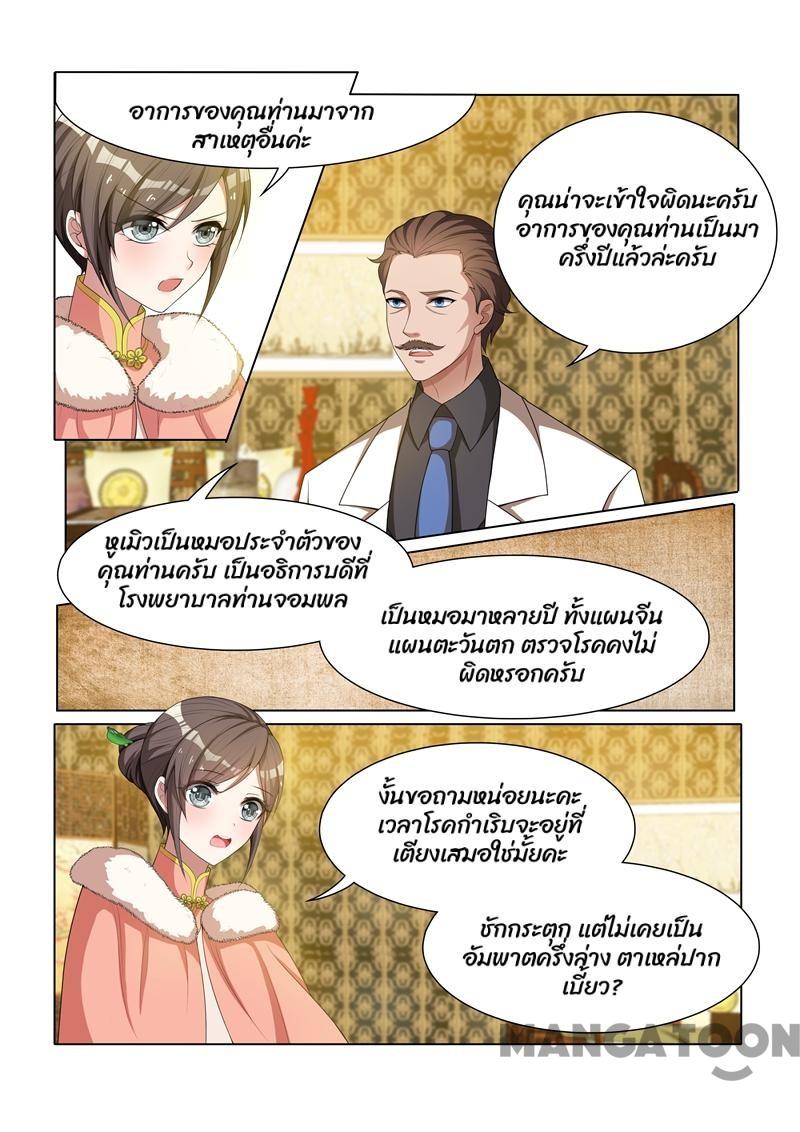 อาการของคุณท่านมาจาก
สาเหตุอื่นค่ะ
คุณน่าจะเข้าใจผิดนะครับ
อาการของคุณท่านเป็นมา
ครึ่งปีแล้วล่ะครับ
หูเมิวเป็นหมอประจำตัวของ
คุณท่านครับ เป็นอธิการบดีที่
โรงพยาบาลท่านจอมพล
เป็นหมอมาหลายปี ทั้งแผนจีน
แผนตะวันตก ตรวจโรคคงไม่
ผิดหรอกครับ
งั้นขอถามหน่อยนะคะ
เวลาโรคกำเริบจะอยู่ที่
เตียงเสมอใช่มั้ยคะ
ชักกระตุก แต่ไม่เคยเป็น
อัมพาตครึ่งล่าง ตาเหล่ปาก
เบี้ยว?
MANGATOON